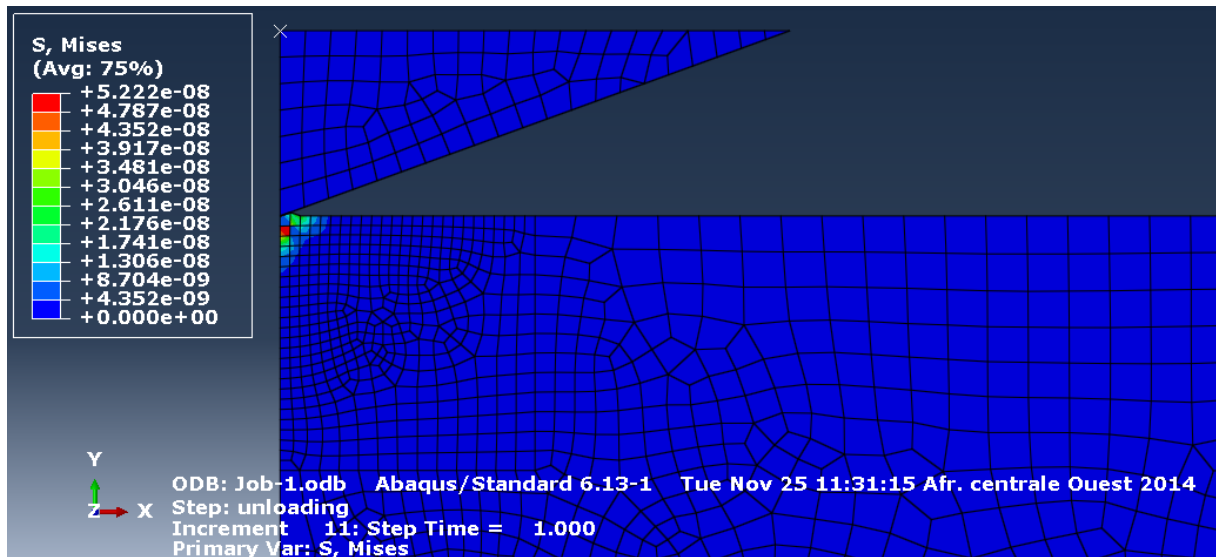 S, Mises
(Avg: 75%)
+5.222e-08
+4.787e-08
+4.352e-08
+3.917e-08
+3.481e-08
+3.046e-08
+2.611e-08
+2.176e-08
+1.741e-08
+1.306e-08
+8.704e-09
+4.352e-09
+0.000e+00
Y
Z X
ODB: Job-1.odb Abaqus/Standard 6.13-1 Tue Nov 25 11:31:15 Afr. centrale Ouest 2014
Step: unloading
Increment 11: Step Time = 1.000
Primary Var: S, Mises